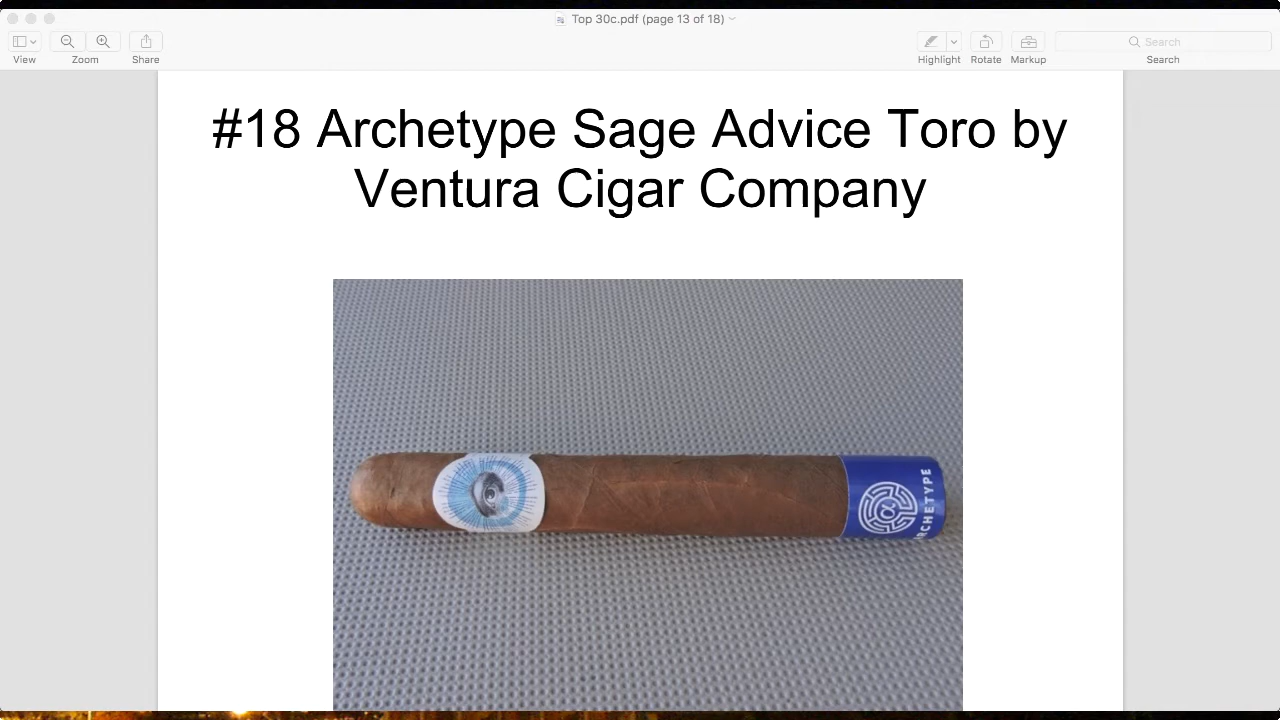 Top 30c.pdf (page 13 of 18)
View
Zoom
Share
Highlight
Rotate
Markup
Search
Search
#18 Archetype Sage Advice Toro by
Ventura Cigar Company
ARCHETYPE